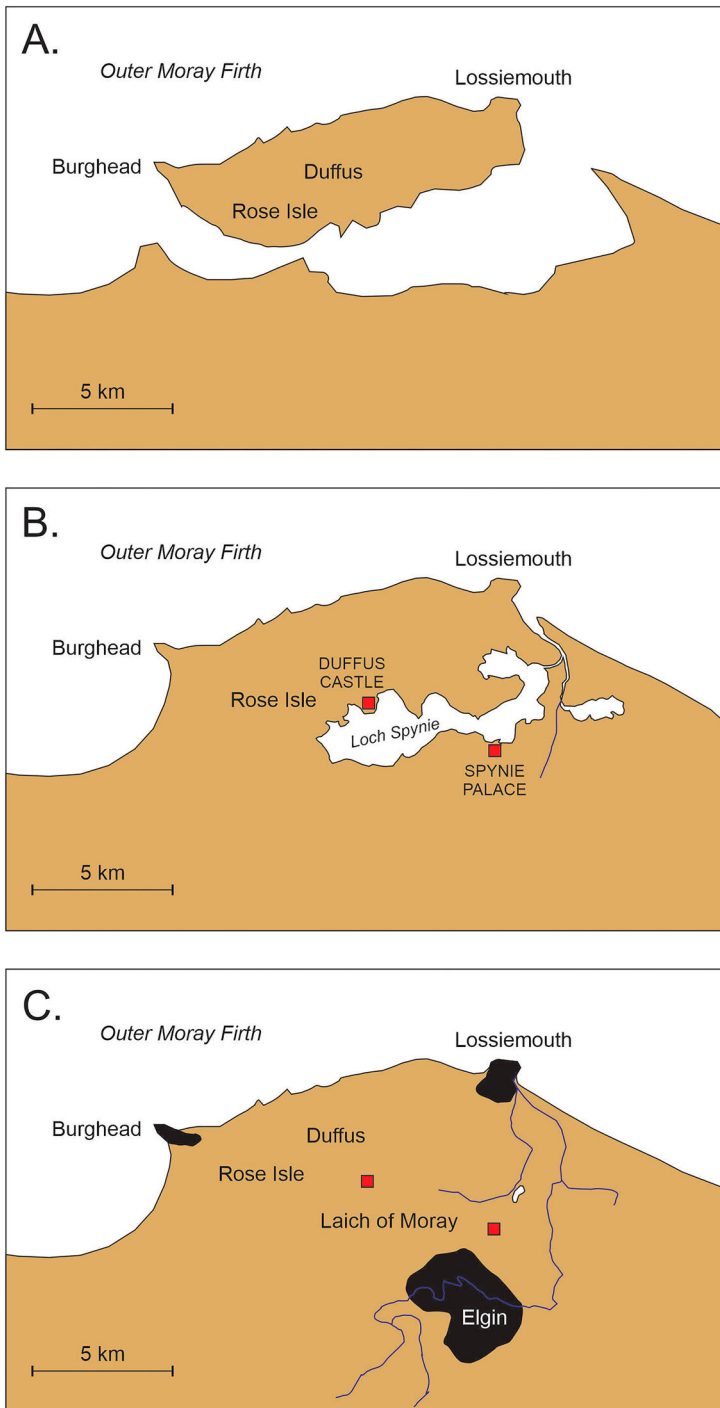 A.
Outer Moray Firth
Lossiemouth
Burghead
Duffus
Rose Isle
5 km
B.
Outer Moray Firth
Lossiemouth
Burghead
DUFFUS
CASTLE
Rose Isle
Loch Spynie
SPYNIE
PALACE
5 km
C.
Outer Moray Firth
Lossiemouth
Burghead
Duffus
Rose Isle
Laich of Moray
Elgin
5 km